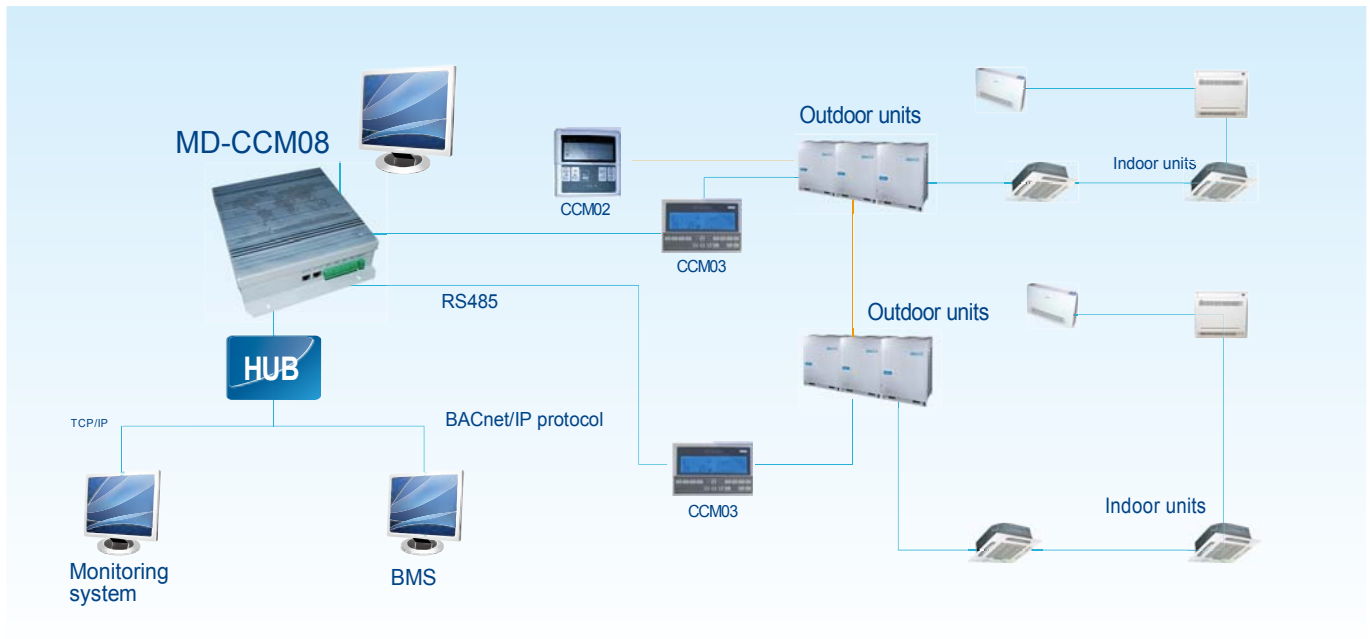 MD-CCM08
Outdoor units
Indoor units
CCM02
CCM03
RS485
Outdoor units
HUB
TCP/IP
BACnet/IP protocol
CCM03
Indoor units
Monitoring
system
BMS